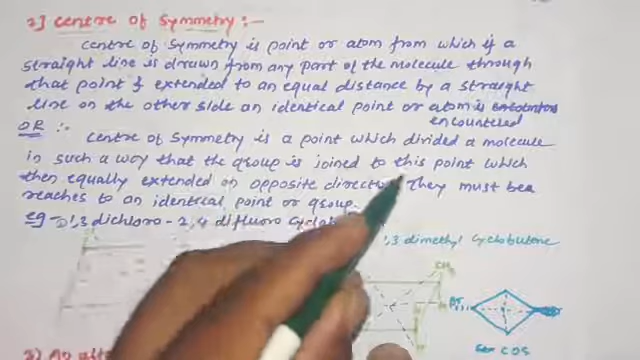 2] Centre of Symmetry :-
Centre of Symmetry is point or atom from which if a
straight line is drawn from any part of the molecule through
that point & extended to an equal distance by a straight
line on the other side an identical point or atom is
encountered
OR :-
Centre of Symmetry is a point which divided a molecule
in such a way that the group is joined to this point which
then equally extended on opposite They must be
reaches to an identical point or group.
eg - 1,3 dichloro - 2,4 difluoro
1,3 dimethyl Cyclobutane
CH3
COS